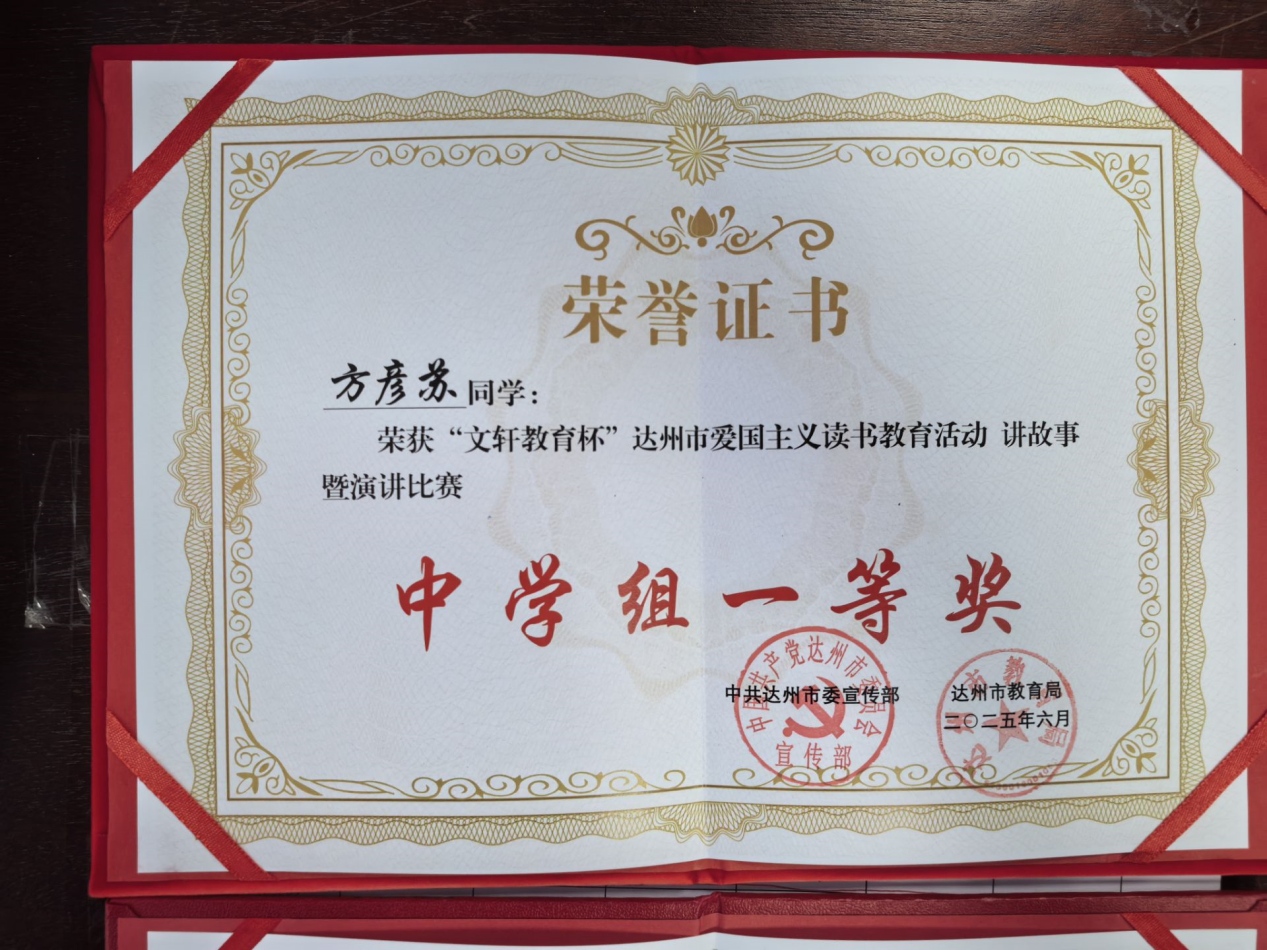 荣誉证书
方彦苏同学：
荣获“文轩教育杯”达州市爱国主义读书教育活动 讲故事
暨演讲比赛
中学组一等奖
中共达州市委宣传部
达州市教育局
二〇二五年六月
中国共产党达州市委员会
宣传部